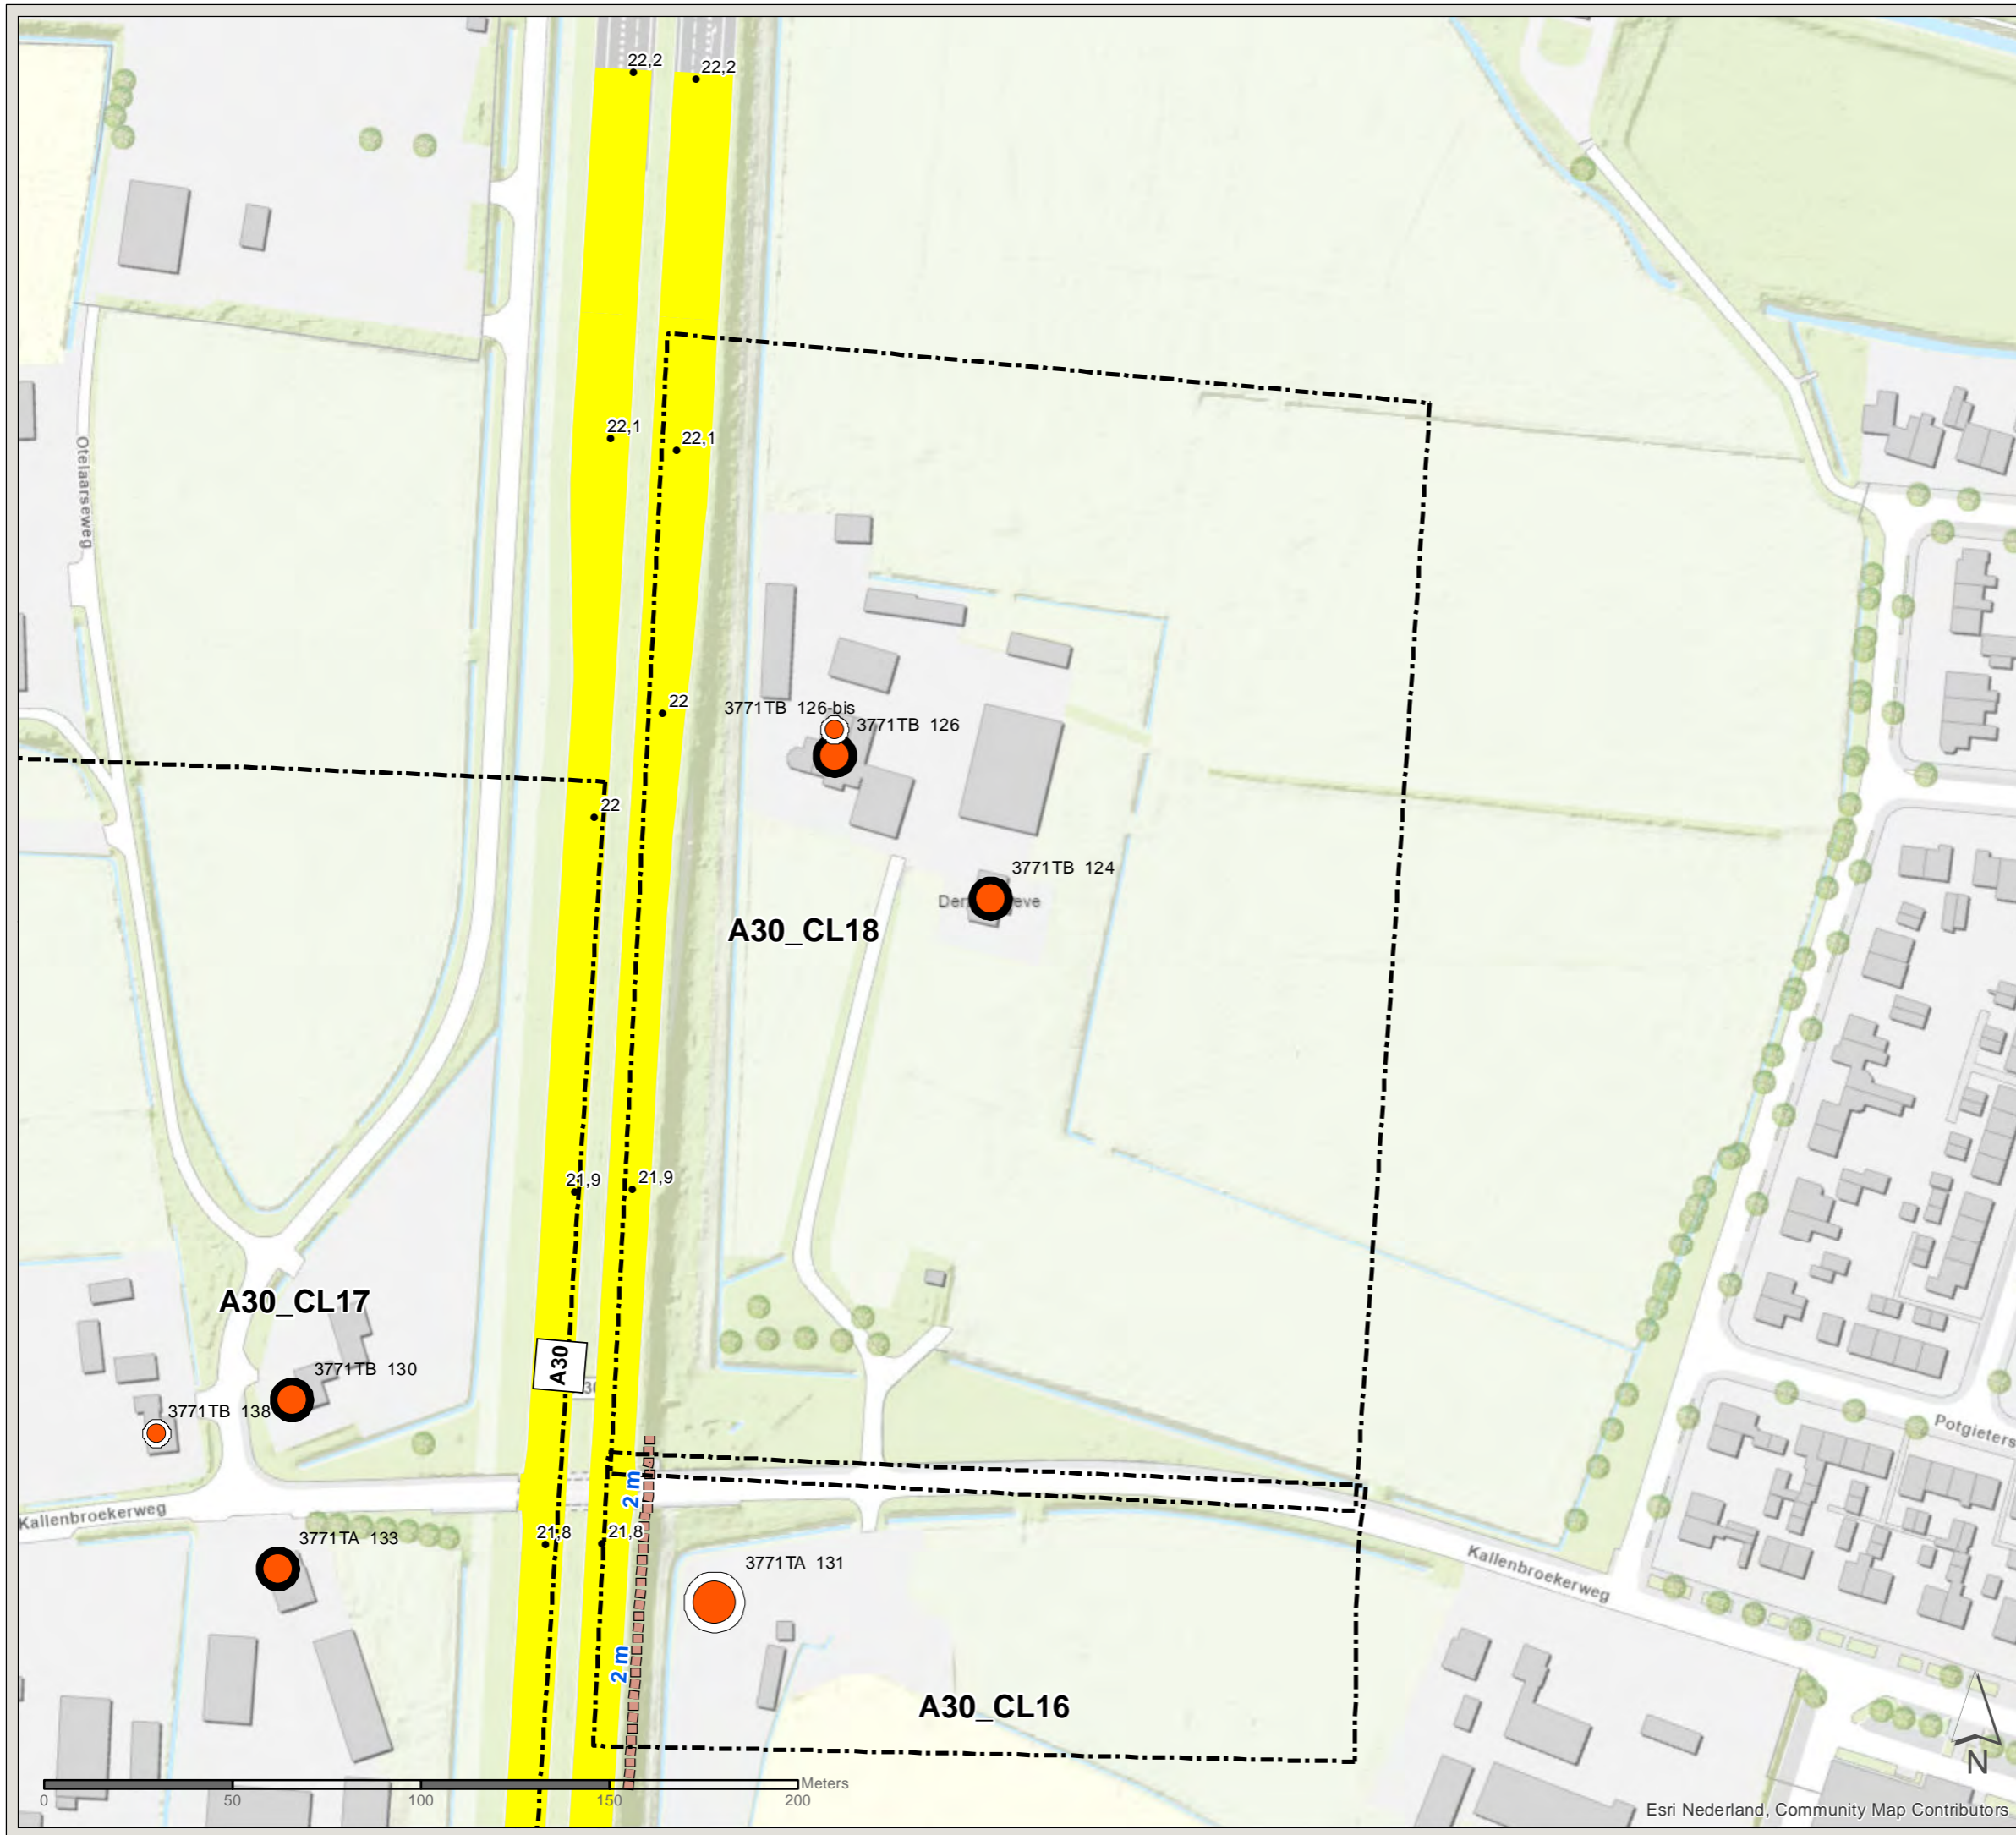 22,2
22,2
22,1
22,1
Otelaarseweg
22
3771TB 126-bis
3771TB 126
22
3771TB 124
A30_CL18
21,9
21,9
A30_CL17
A30
3771TB 130
3771TB 138
Potgieters
2 m
Kallenbroekerweg
21,8
21,8
3771TA 133
3771TA 131
Kallenbroekerweg
2 m
A30_CL16
N
Meters
0 50 100 150 200
Esri Nederland, Community Map Contributors